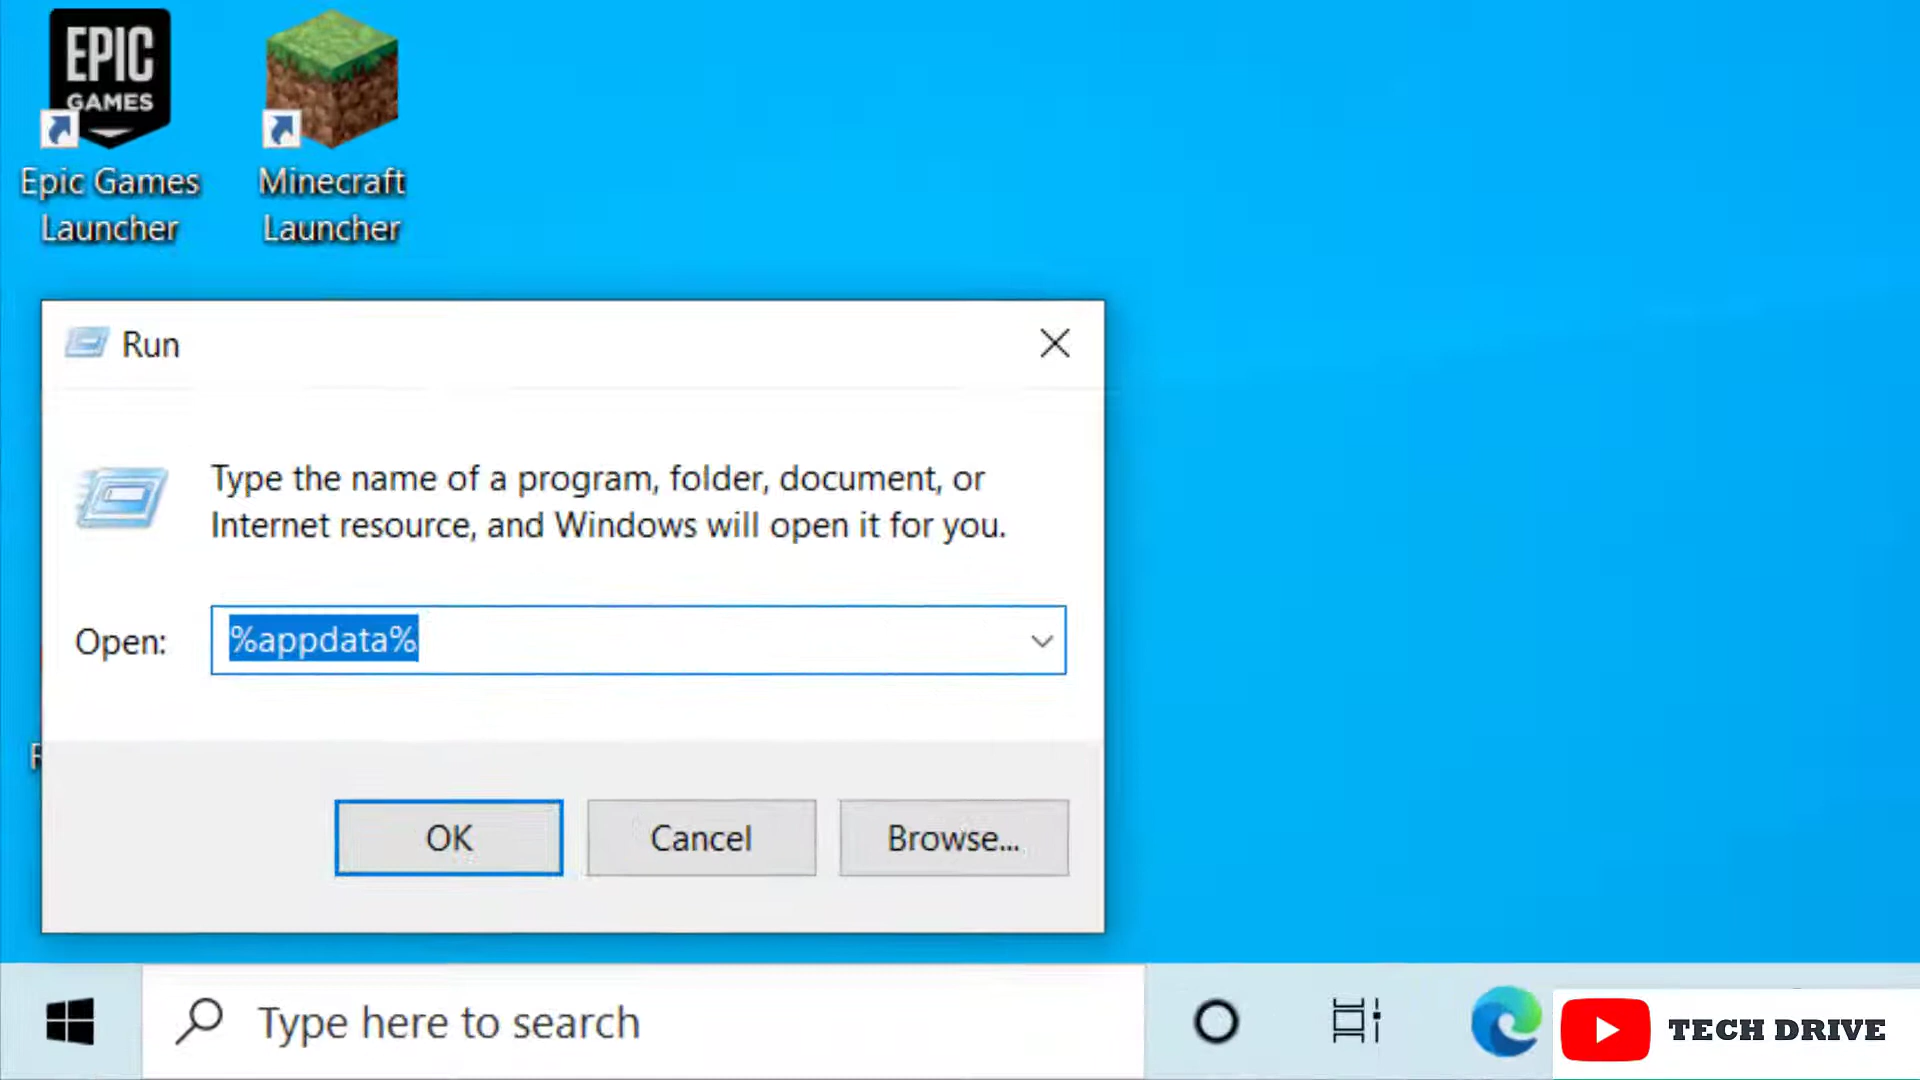 EPIC
GAMES
Epic Games
Launcher
Minecraft
Launcher
Run
Type the name of a program, folder, document, or
Internet resource, and Windows will open it for you.
Open:
%appdata%
OK
Cancel
Browse...
Type here to search
TECH DRIVE